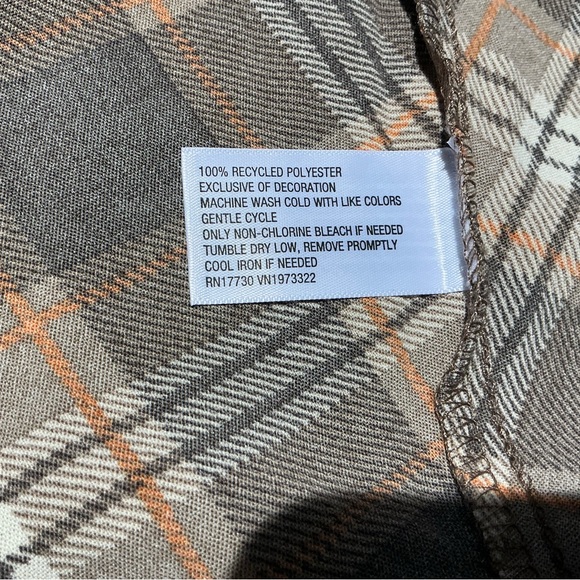 100% RECYCLED POLYESTER
EXCLUSIVE OF DECORATION
MACHINE WASH COLD WITH LIKE COLORS
GENTLE CYCLE
ONLY NON-CHLORINE BLEACH IF NEEDED
TUMBLE DRY LOW, REMOVE PROMPTLY
COOL IRON IF NEEDED
RN17730 VN1973322